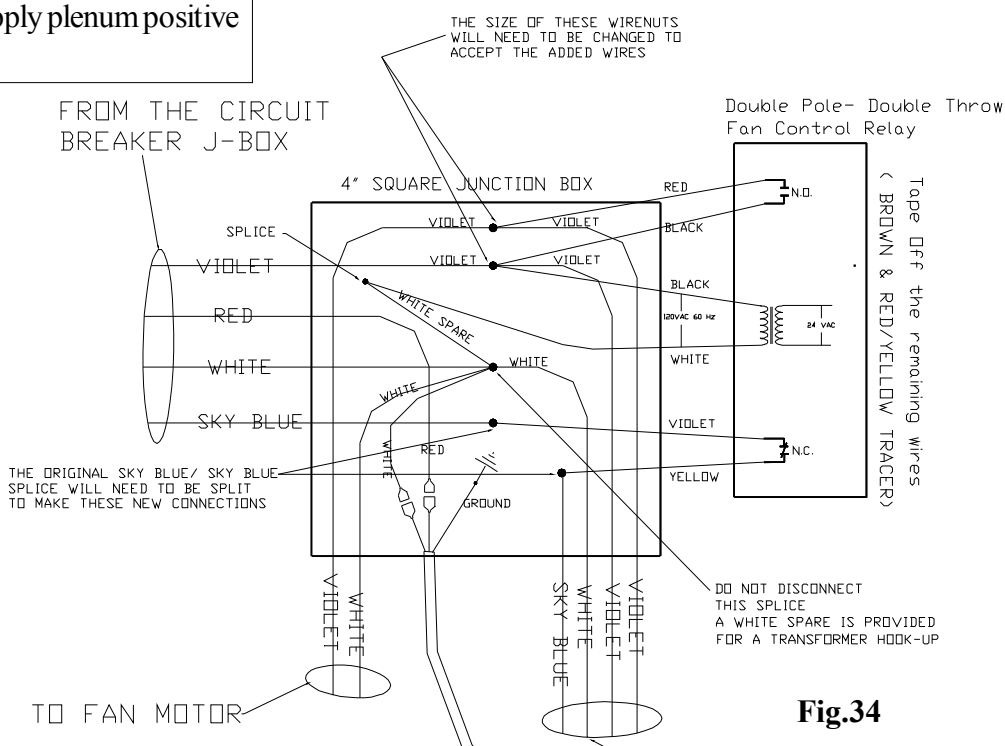 pply plenum positive
THE SIZE OF THESE WIRENUTS
WILL NEED TO BE CHANGED TO
ACCEPT THE ADDED WIRES
FROM THE CIRCUIT
BREAKER J-BOX
Double Pole- Double Throw
Fan Control Relay
4" SQUARE JUNCTION BOX
RED
N.O.
Tape Off the remaining wires
( BROWN & RED/YELLOW TRACER)
VIOLET
VIOLET
BLACK
SPLICE
VIOLET
VIOLET
VIOLET
BLACK
WHITE SPARE
RED
120VAC 60 HZ
24 VAC
WHITE
WHITE
WHITE
WHITE
SKY BLUE
VIOLET
WHITE
RED
N.C.
THE ORIGINAL SKY BLUE/ SKY BLUE
SPLICE WILL NEED TO BE SPLIT
TO MAKE THESE NEW CONNECTIONS
YELLOW
GROUND
VIOLET
WHITE
SKY BLUE
WHITE
VIOLET
VIOLET
DO NOT DISCONNECT
THIS SPLICE
A WHITE SPARE IS PROVIDED
FOR A TRANSFORMER HOOK-UP
TO FAN MOTOR
Fig.34